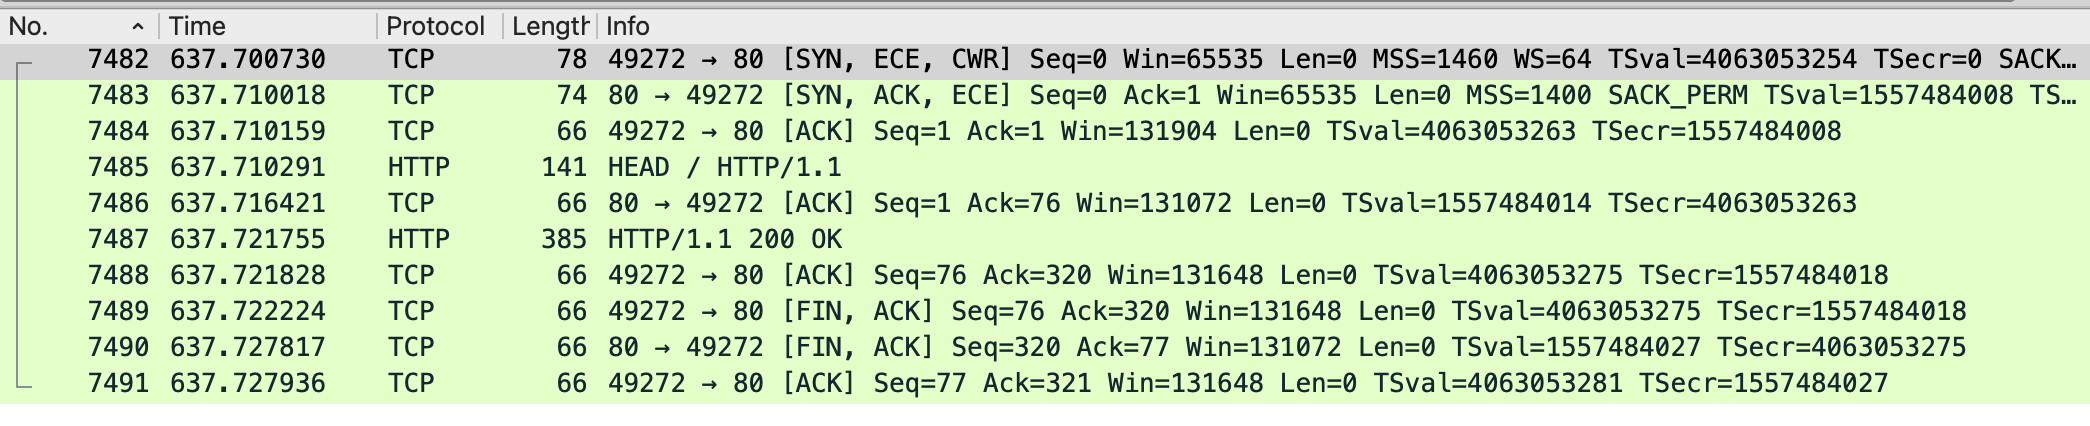 No. Time Protocol Length Info
7482 637.700730 TCP 78 49272 → 80 [SYN, ECE, CWR] Seq=0 Win=65535 Len=0 MSS=1460 WS=64 TSval=4063053254 TSecr=0 SACK…
7483 637.710018 TCP 74 80 → 49272 [SYN, ACK, ECE] Seq=0 Ack=1 Win=65535 Len=0 MSS=1400 SACK_PERM TSval=1557484008 TS…
7484 637.710159 TCP 66 49272 → 80 [ACK] Seq=1 Ack=1 Win=131904 Len=0 TSval=4063053263 TSecr=1557484008
7485 637.710291 HTTP 141 HEAD / HTTP/1.1
7486 637.716421 TCP 66 80 → 49272 [ACK] Seq=1 Ack=76 Win=131072 Len=0 TSval=1557484014 TSecr=4063053263
7487 637.721755 HTTP 385 HTTP/1.1 200 OK
7488 637.721828 TCP 66 49272 → 80 [ACK] Seq=76 Ack=320 Win=131648 Len=0 TSval=4063053275 TSecr=1557484018
7489 637.722224 TCP 66 49272 → 80 [FIN, ACK] Seq=76 Ack=320 Win=131648 Len=0 TSval=4063053275 TSecr=1557484018
7490 637.727817 TCP 66 80 → 49272 [FIN, ACK] Seq=320 Ack=77 Win=131072 Len=0 TSval=1557484027 TSecr=4063053275
7491 637.727936 TCP 66 49272 → 80 [ACK] Seq=77 Ack=321 Win=131648 Len=0 TSval=4063053281 TSecr=1557484027